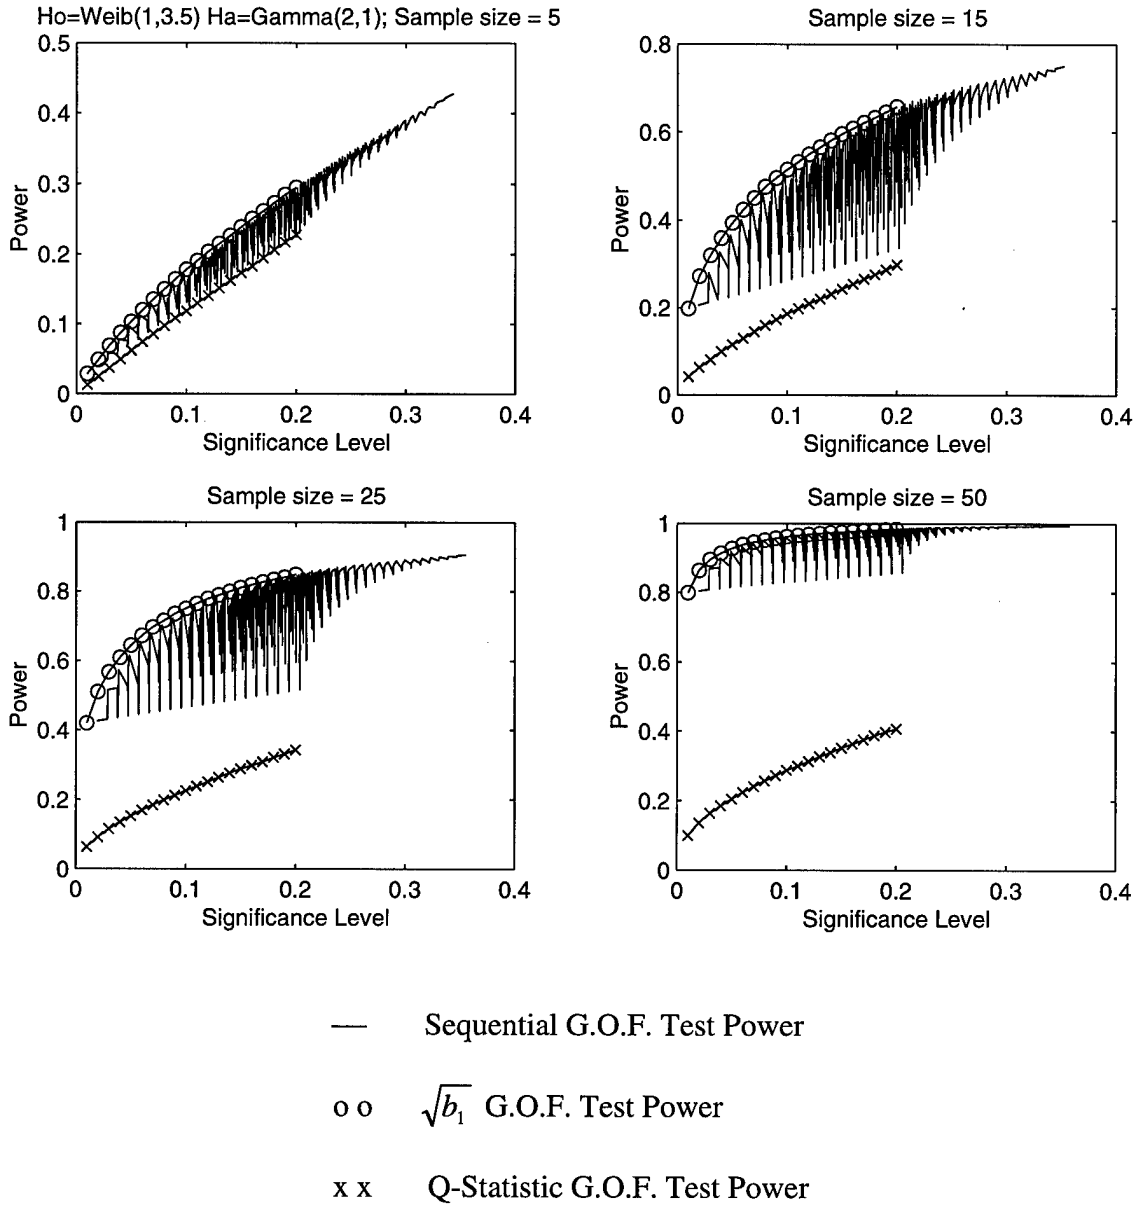 Ho=Weib(1,3.5) Ha=Gamma(2,1); Sample size = 5
0.5
0.4
0.3
0.2
0.1
0
Power
0
0.1
0.2
0.3
0.4
Significance Level
Sample size = 15
0.8
0.6
0.4
0.2
0
Power
0
0.1
0.2
0.3
0.4
Significance Level
Sample size = 25
1
0.8
0.6
0.4
0.2
0
Power
0
0.1
0.2
0.3
0.4
Significance Level
Sample size = 50
1
0.8
0.6
0.4
0.2
0
Power
0
0.1
0.2
0.3
0.4
Significance Level
— Sequential G.O.F. Test Power
o o √b₁ G.O.F. Test Power
x x Q-Statistic G.O.F. Test Power